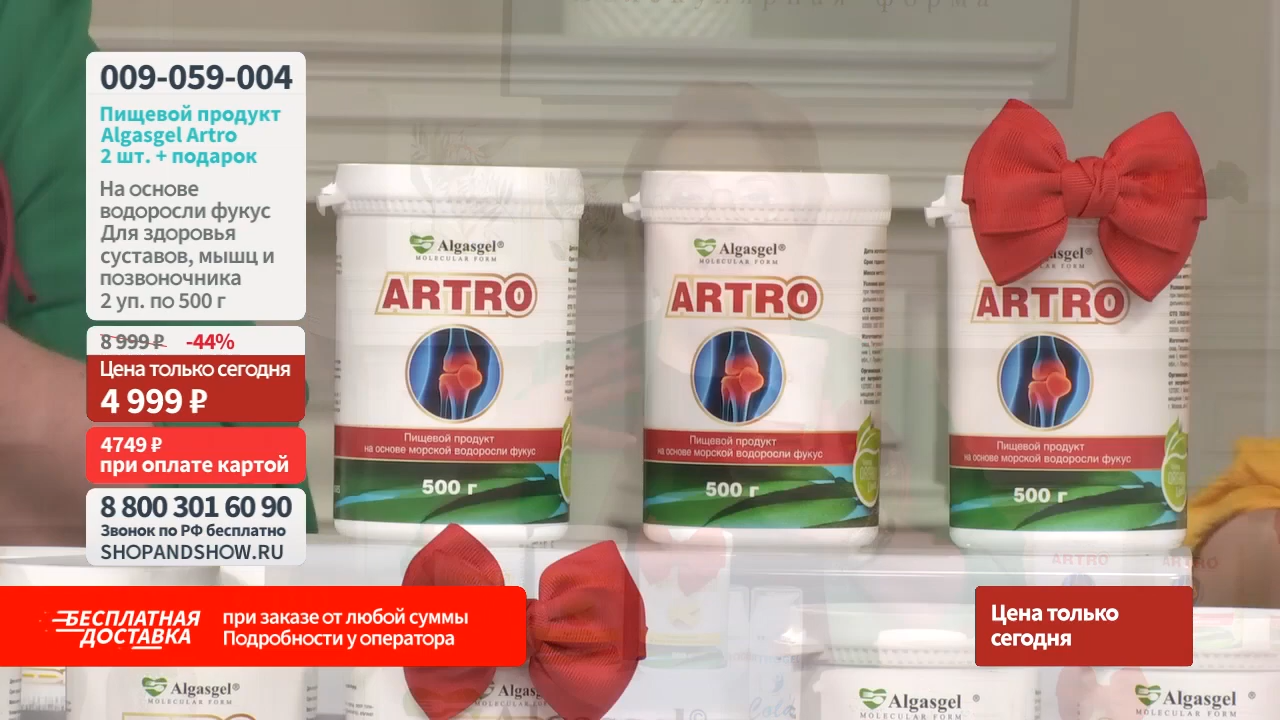 молекулярная форма
009-059-004
Пищевой продукт
Algasgel Artro
2 шт. + подарок
На основе
водоросли фукус
Для здоровья
суставов, мышц и
позвоночника
2 уп. по 500 г
8 999 ₽ -44%
Цена только сегодня
4 999 ₽
4749 ₽
при оплате картой
8 800 301 60 90
Звонок по РФ бесплатно
SHOPANDSHOW.RU
БЕСПЛАТНАЯ
ДОСТАВКА
при заказе от любой суммы
Подробности у оператора
Цена только
сегодня
Algasgel®
MOLECULAR FORM
ARTRO
Пищевой продукт
на основе морской водоросли фукус
500 г
Algasgel®
MOLECULAR FORM
ARTRO
Пищевой продукт
на основе морской водоросли фукус
500 г
ARTRO
Пищевой продукт
на основе морской водоросли фукус
500 г
ARTRO
ARTRO
Algasgel®
MOLECULAR FORM
Algasgel®
MOLECULAR FORM
Algasgel®
MOLECULAR FORM